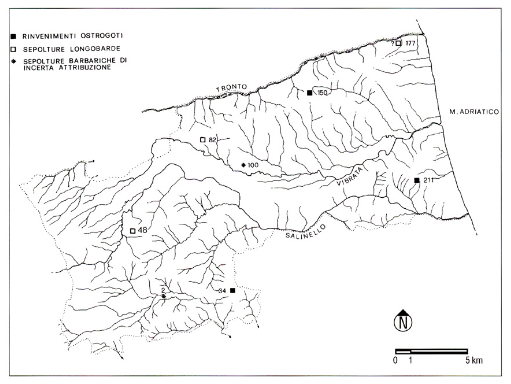 RINVENIMENTI OSTROGOTI
SEPOLTURE LONGOBARDE
SEPOLTURE BARBARICHE DI
INCERTA ATTRIBUZIONE
? 177
TRONTO
150
M. ADRIATICO
82
100
VIBRATA
211
48
SALINELLO
2
34
N
0 1 5 km